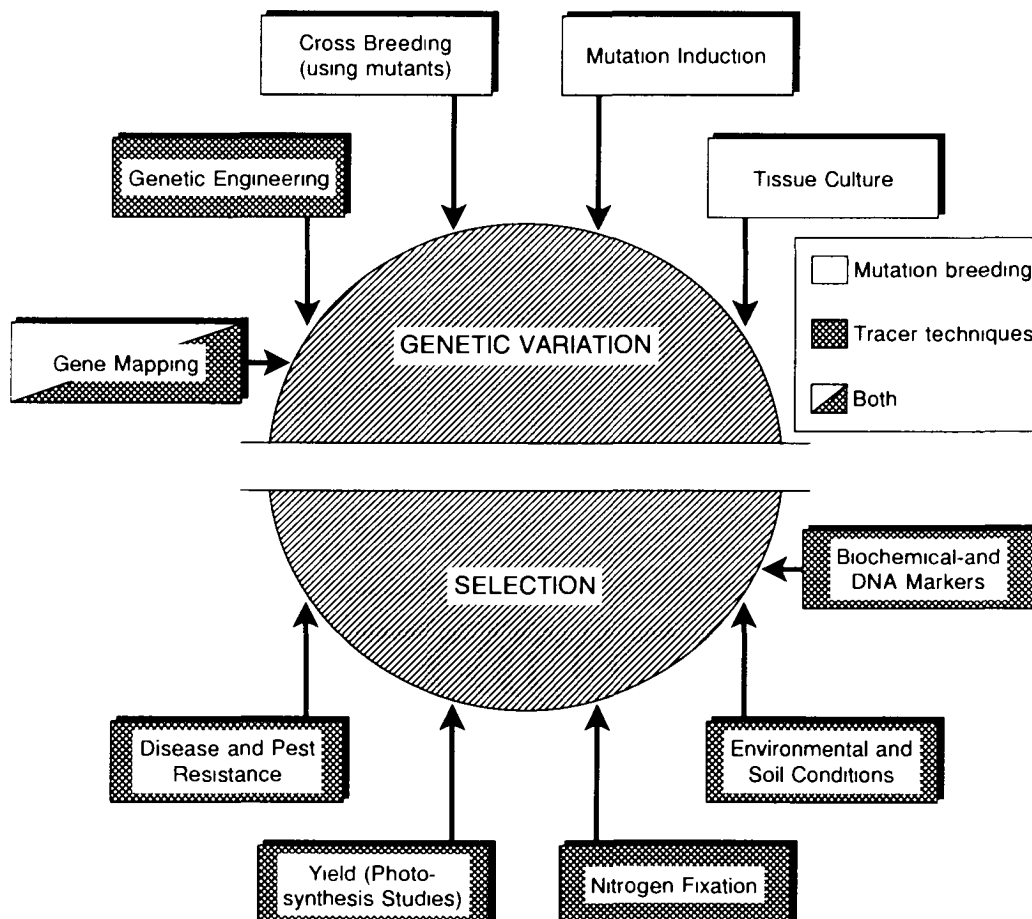 Cross Breeding
(using mutants)
Mutation Induction
Genetic Engineering
Tissue Culture
Mutation breeding
Tracer techniques
Both
Gene Mapping
GENETIC VARIATION
SELECTION
Biochemical-and
DNA Markers
Disease and Pest
Resistance
Environmental and
Soil Conditions
Yield (Photo-
synthesis Studies)
Nitrogen Fixation